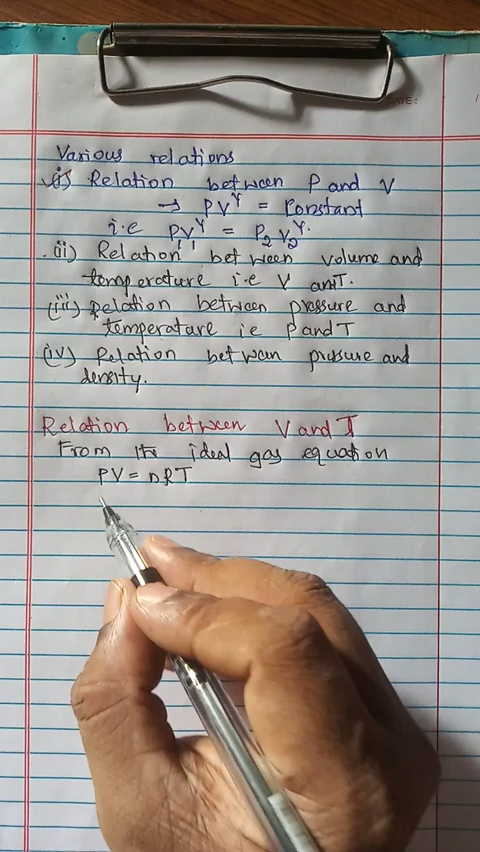 DATE:
Various relations
(i) Relation between P and V
→ PV^γ = Constant
i.e P₁V₁^γ = P₂V₂^γ.
ii) Relation between volume and
temperature i.e V and T.
(iii) Relation between pressure and
temperature ie P and T
(iv) Relation between pressure and
density.
Relation between V and T
From the ideal gas equation
PV = nRT